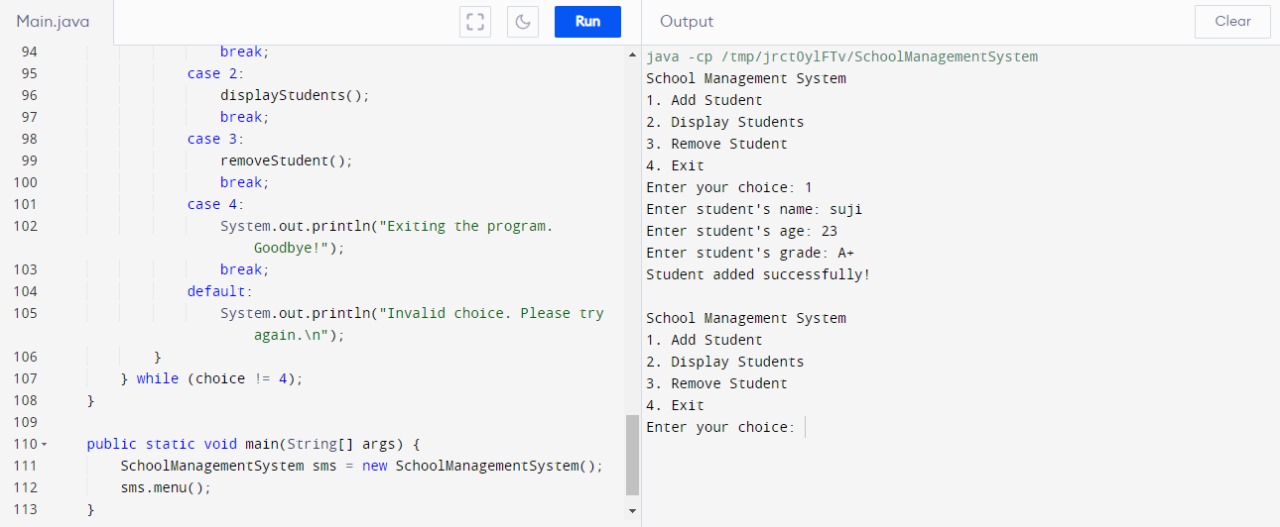 Main.java
Run
94 break;
95 case 2:
96 displayStudents();
97 break;
98 case 3:
99 removeStudent();
100 break;
101 case 4:
102 System.out.println("Exiting the program.
Goodbye!");
103 break;
104 default:
105 System.out.println("Invalid choice. Please try
again.\n");
106 }
107 } while (choice != 4);
108 }
109
110 public static void main(String[] args) {
111 SchoolManagementSystem sms = new SchoolManagementSystem();
112 sms.menu();
113 }
Output
Clear
java -cp /tmp/jrctOylFTv/SchoolManagementSystem
School Management System
1. Add Student
2. Display Students
3. Remove Student
4. Exit
Enter your choice: 1
Enter student's name: suji
Enter student's age: 23
Enter student's grade: A+
Student added successfully!
School Management System
1. Add Student
2. Display Students
3. Remove Student
4. Exit
Enter your choice: